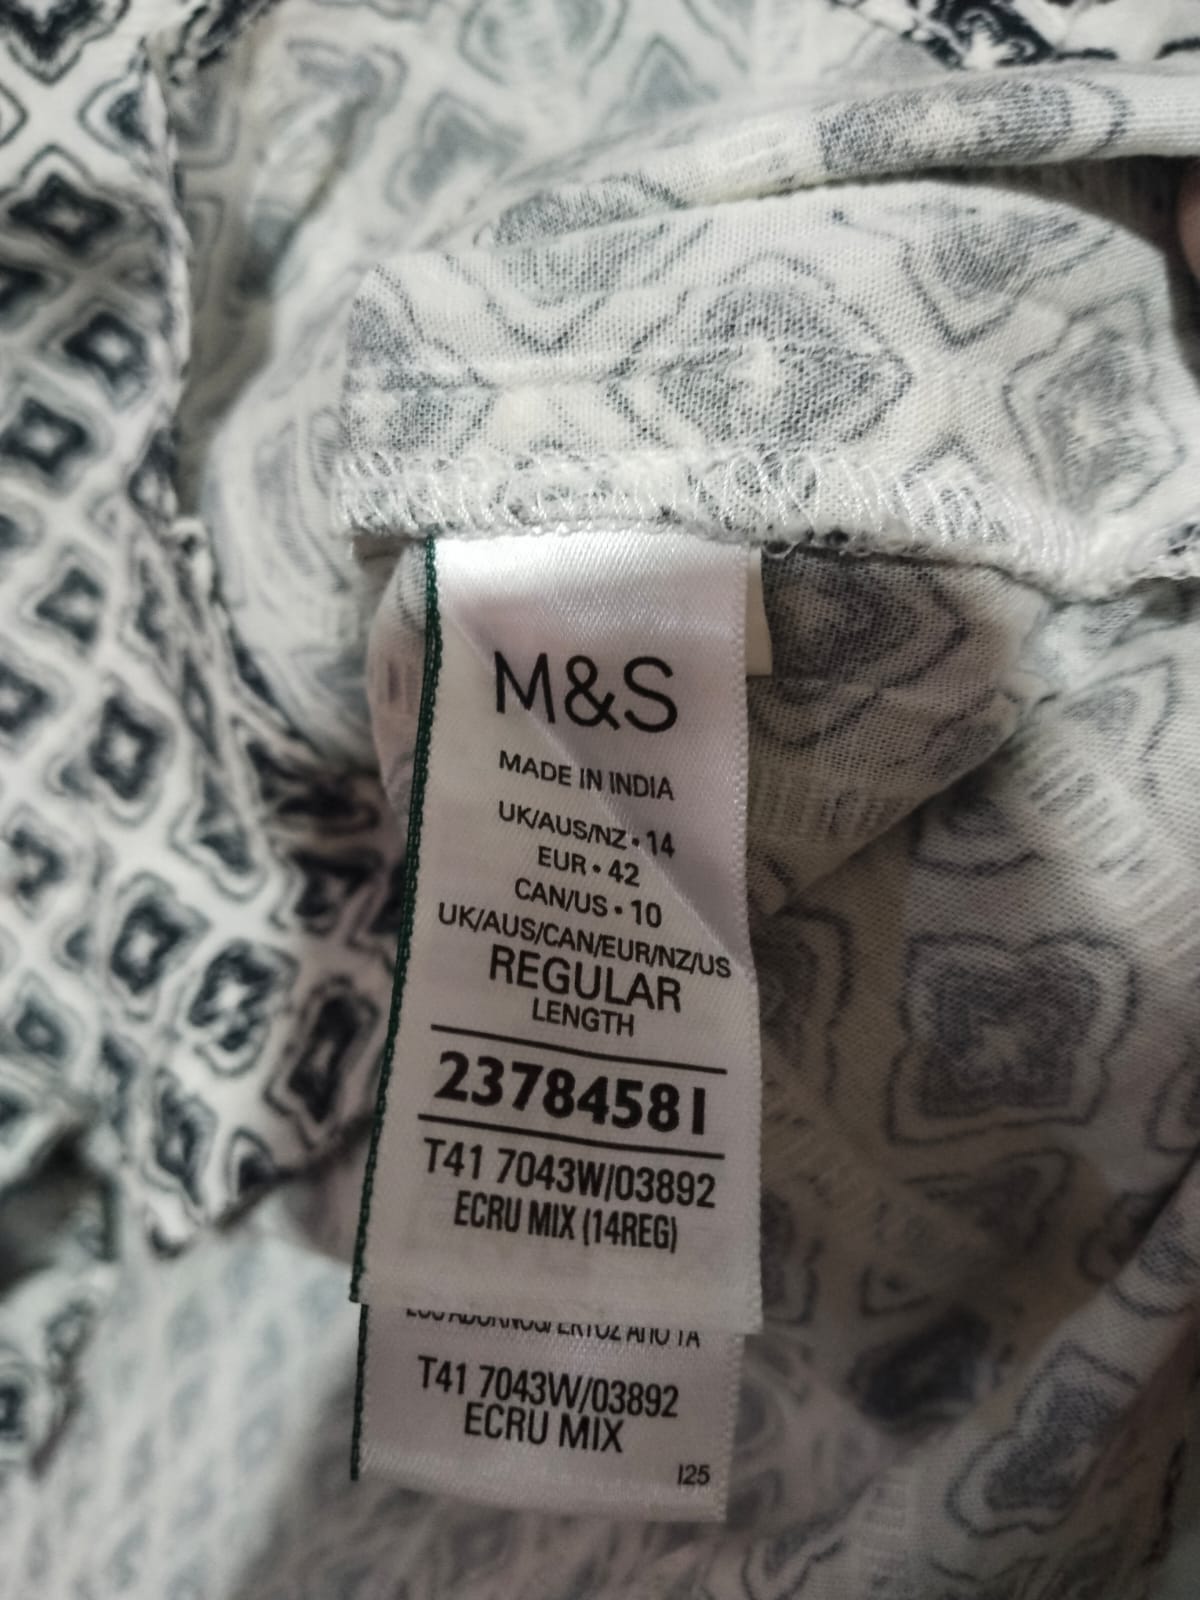 M&S
MADE IN INDIA
UK/AUS/NZ • 14
EUR • 42
CAN/US • 10
UK/AUS/CAN/EUR/NZ/US
REGULAR
LENGTH
23784581
T41 7043W/03892
ECRU MIX (14REG)
T41 7043W/03892
ECRU MIX
I25